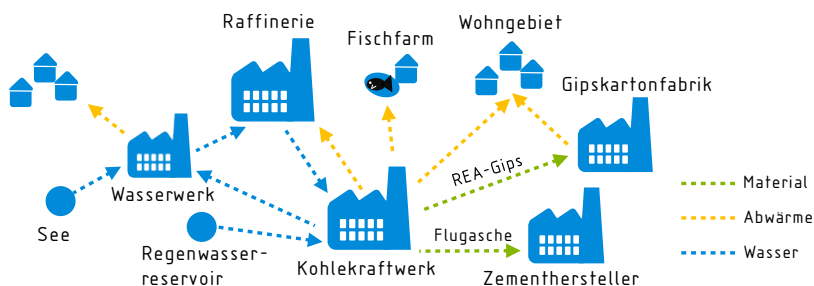 Raffinerie
Fischfarm
Wohngebiet
Gipskartonfabrik
Wasserwerk
REA-Gips
Material
Abwärme
Wasser
See
Regenwasser-
reservoir
Kohlekraftwerk
Flugasche
Zementhersteller